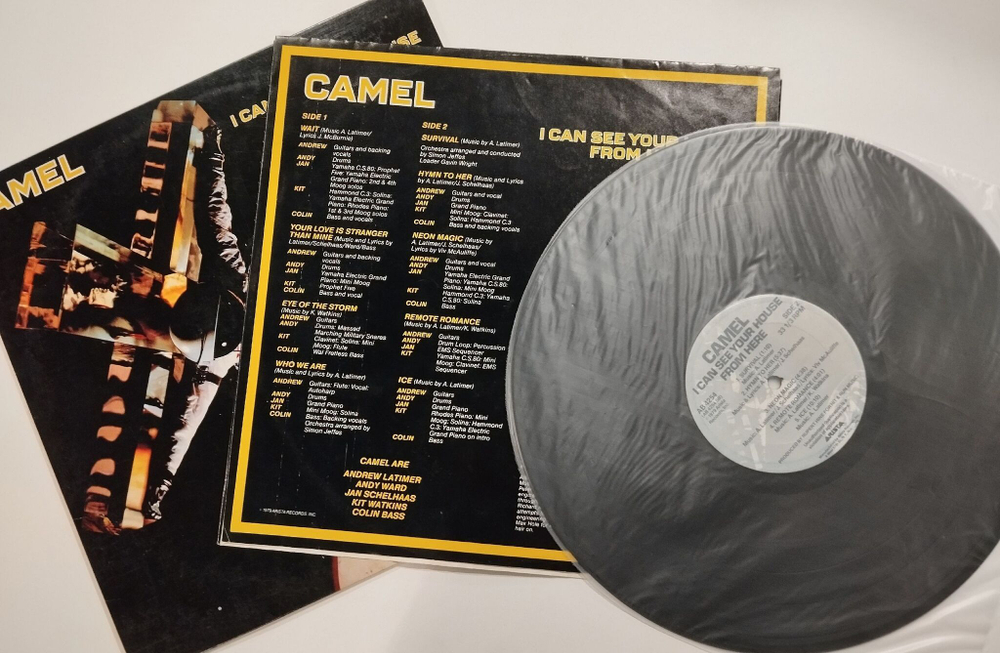 AMEL
I CA
USE
CAMEL
SIDE 1
WAIT (Music A. Latimer/
Lyrics J. McBurnie)
ANDREW Guitars and backing
vocals
ANDY Drums
JAN Yamaha C.S.80: Prophet
Five: Yamaha Electric
Grand Piano: 2nd & 4th
Moog solos
KIT Hammond C.3: Solina:
Yamaha Electric Grand
Piano: Rhodes Piano:
1st & 3rd Moog solos
COLIN Bass and vocals
YOUR LOVE IS STRANGER
THAN MINE (Music and Lyrics by
Latimer/Schelhaas/Ward/Bass)
ANDREW Guitars and backing
vocals
ANDY Drums
JAN Yamaha Electric Grand
Piano: Mini Moog
KIT Prophet Five
COLIN Bass and vocal
EYE OF THE STORM
(Music by K. Watkins)
ANDREW Guitars
ANDY Drums: Massed
Marching Military Snares
KIT Clavinet: Solina: Mini
Moog: Flute
COLIN Wal Fretless Bass
WHO WE ARE
(Music and Lyrics by A. Latimer)
ANDREW Guitars: Flute: Vocal:
Autoharp
ANDY Drums
JAN Grand Piano
KIT Mini Moog: Solina
COLIN Bass: Backing vocals
Orchestra arranged by
Simon Jeffes
SIDE 2
SURVIVAL (Music by A. Latimer)
Orchestra arranged and conducted
by Simon Jeffes
Leader Gavin Wright
HYMN TO HER (Music and Lyrics
by A. Latimer/J. Schelhaas)
ANDREW Guitars and vocal
ANDY Drums
JAN Grand Piano
KIT Mini Moog: Clavinet:
Solina: Hammond C.3
COLIN Bass and backing vocals
NEON MAGIC (Music by
A. Latimer/J. Schelhaas/
Lyrics by Viv McAuliffe)
ANDREW Guitars and vocal
ANDY Drums
JAN Yamaha Electric Grand
Piano: Yamaha C.S.80:
Solina: Mini Moog
KIT Hammond C.3: Yamaha
C.S.80: Solina
COLIN Bass
REMOTE ROMANCE
(Music by A. Latimer/K. Watkins)
ANDREW Guitars
ANDY Drum Loop: Percussion
JAN EMS Sequencer
KIT Yamaha C.S.80: Mini
Moog: Clavinet: EMS
Sequencer
ICE (Music by A. Latimer)
ANDREW Guitars
ANDY Drums
JAN Grand Piano
KIT Rhodes Piano: Mini
Moog: Solina: Hammond
C.3: Yamaha Electric
Grand Piano on intro
COLIN Bass
CAMEL ARE
ANDREW LATIMER
ANDY WARD
JAN SCHELHAAS
KIT WATKINS
COLIN BASS
1979 ARISTA RECORDS INC.
I CAN SEE YOUR
FROM
CAMEL
I CAN SEE YOUR HOUSE
FROM HERE
SIDE
33 1/3 RPM
ARISTA